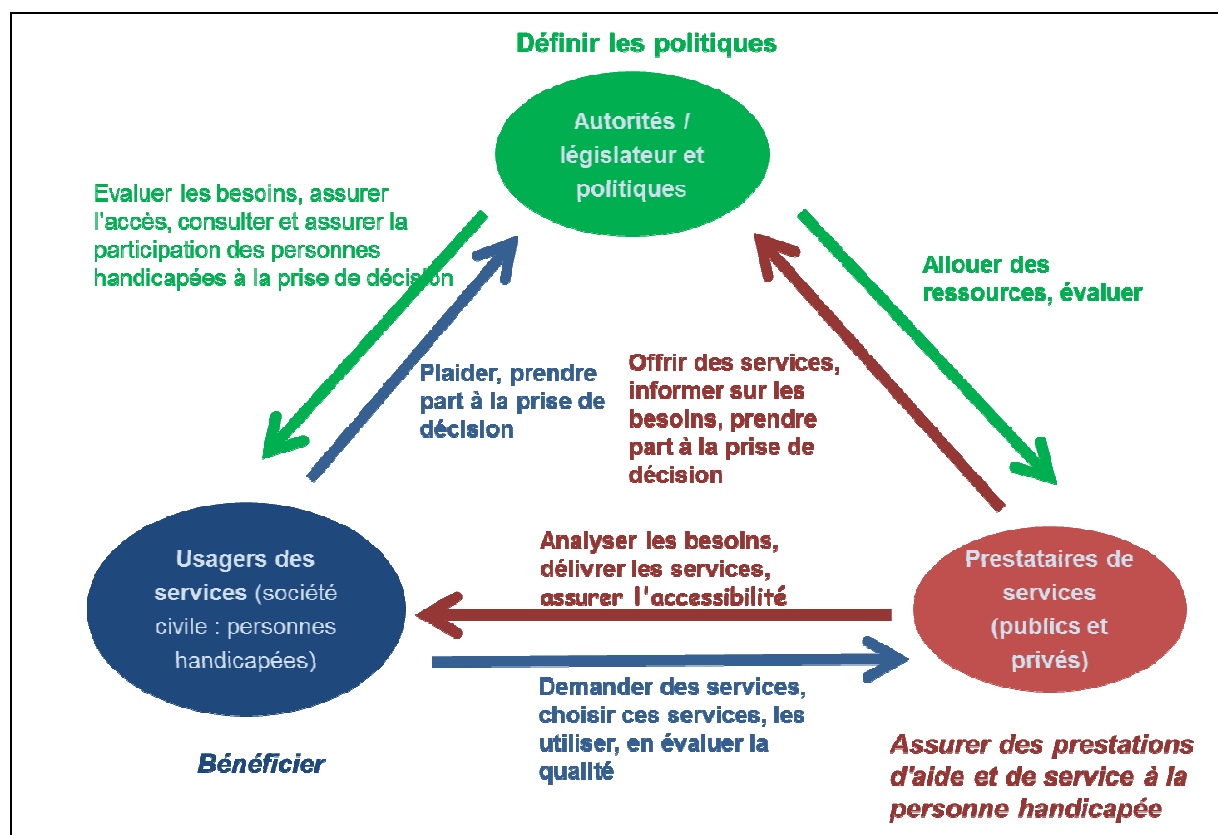 Définir les politiques
Autorités /
législateur et
politiques
Evaluer les besoins, assurer
l'accès, consulter et assurer la
participation des personnes
handicapées à la prise de décision
Allouer des
ressources, évaluer
Plaider, prendre
part à la prise de
décision
Offrir des services,
informer sur les
besoins, prendre
part à la prise de
décision
Usagers des
services (société
civile : personnes
handicapées)
Analyser les besoins,
délivrer les services,
assurer l'accessibilité
Prestataires de
services
(publics et
privés)
Demander des services,
choisir ces services, les
utiliser, en évaluer la
qualité
Bénéficier
Assurer des prestations
d'aide et de service à la
personne handicapée